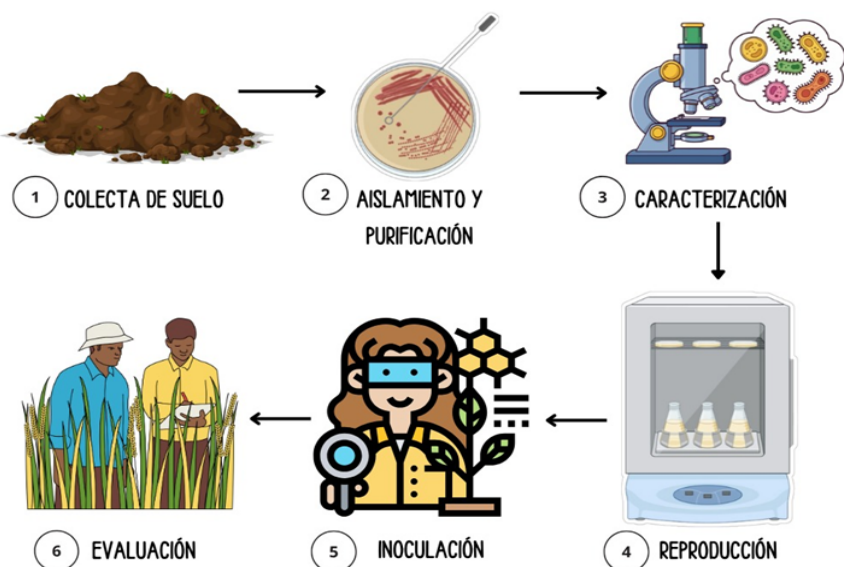 1 COLECTA DE SUELO
2 AISLAMIENTO Y
PURIFICACIÓN
3 CARACTERIZACIÓN
4 REPRODUCCIÓN
5 INOCULACIÓN
6 EVALUACIÓN